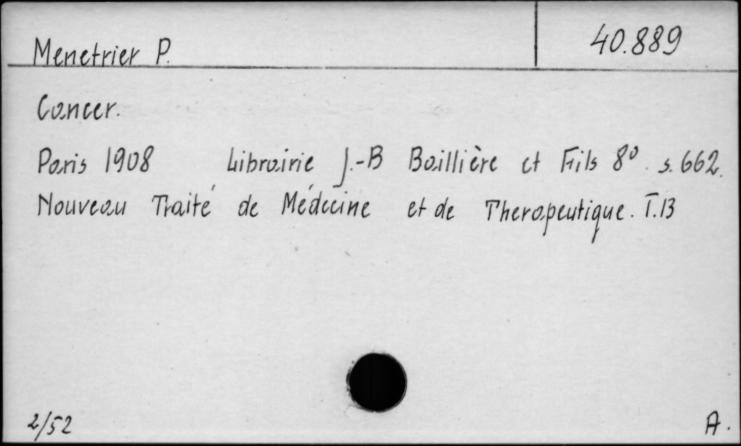 Menetrier P.
40.889
Cancer.
Paris 1908 Librairie J.-B Baillière et Fils 8° s. 662.
Nouveau Traité de Médecine et de Therapeutique. T.13
2/52
A.